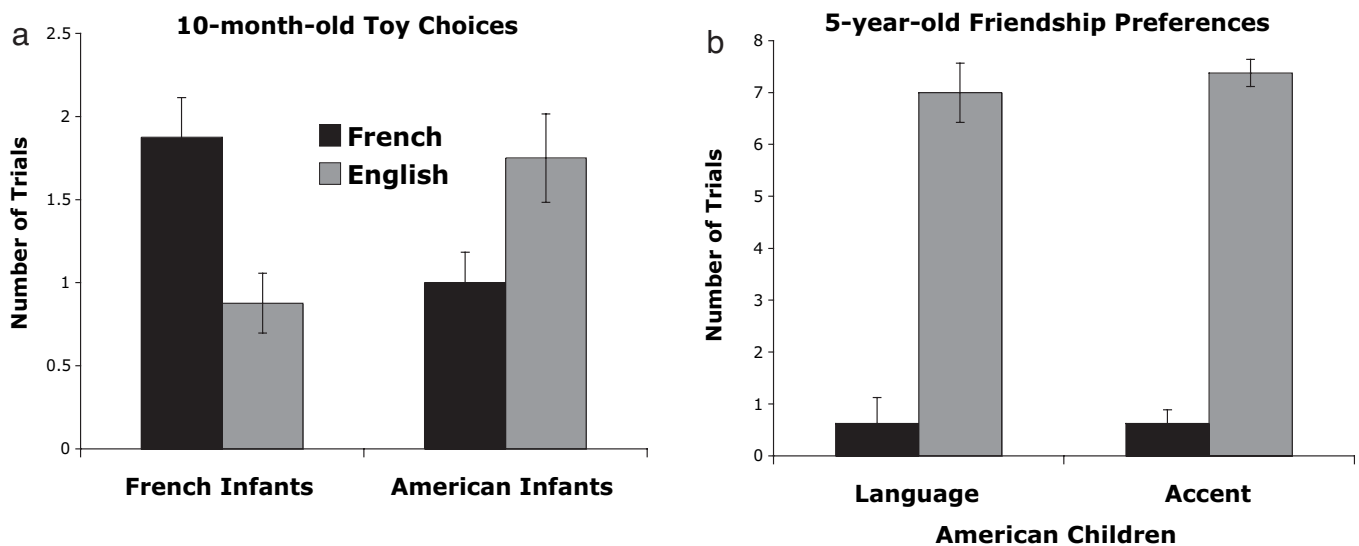 a
10-month-old Toy Choices
2.5
2
1.5
1
0.5
0
Number of Trials
French
English
French Infants
American Infants
b
5-year-old Friendship Preferences
8
7
6
5
4
3
2
1
0
Number of Trials
Language
Accent
American Children